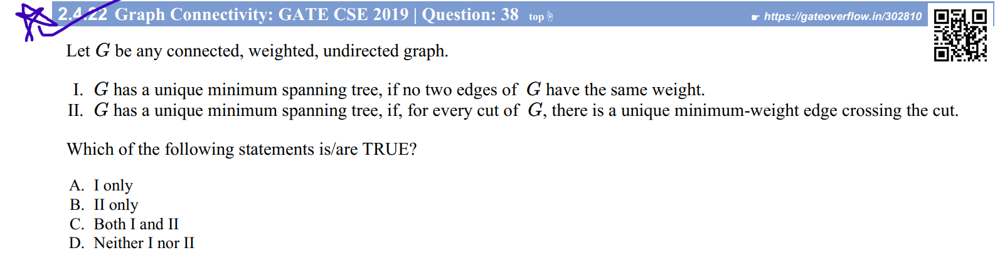 2.4.22 Graph Connectivity: GATE CSE 2019 | Question: 38 top☝ ☛ https://gateoverflow.in/302810
Let G be any connected, weighted, undirected graph.
I. G has a unique minimum spanning tree, if no two edges of G have the same weight.
II. G has a unique minimum spanning tree, if, for every cut of G, there is a unique minimum-weight edge crossing the cut.
Which of the following statements is/are TRUE?
A. I only
B. II only
C. Both I and II
D. Neither I nor II